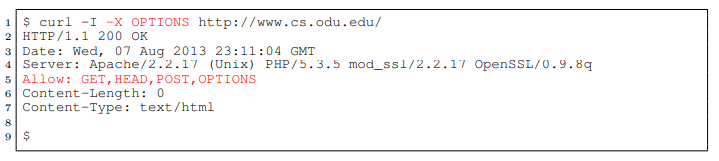 1 $ curl -I -X OPTIONS http://www.cs.odu.edu/
2 HTTP/1.1 200 OK
3 Date: Wed, 07 Aug 2013 23:11:04 GMT
4 Server: Apache/2.2.17 (Unix) PHP/5.3.5 mod_ssl/2.2.17 OpenSSL/0.9.8q
5 Allow: GET,HEAD,POST,OPTIONS
6 Content-Length: 0
7 Content-Type: text/html
8
9 $